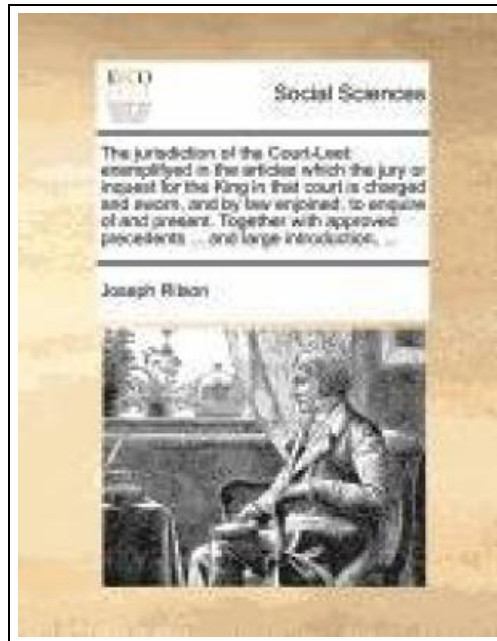 ECCO
Social Sciences
The jurisdiction of the Court-Leet:
exemplifyed in the articles which the jury or
inquest for the King in that court is charged
and sworn, and by law enjoined, to enquire
of and present. Together with approved
precedents ... and large introduction, ...
Joseph Ritson